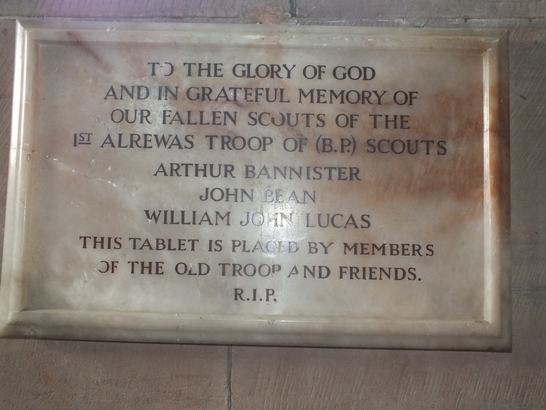 TO THE GLORY OF GOD
AND IN GRATEFUL MEMORY OF
OUR FALLEN SCOUTS OF THE
1ST ALREWAS TROOP OF (B.P.) SCOUTS
ARTHUR BANNISTER
JOHN BEAN
WILLIAM JOHN LUCAS
THIS TABLET IS PLACED BY MEMBERS
OF THE OLD TROOP AND FRIENDS.
R.I.P.